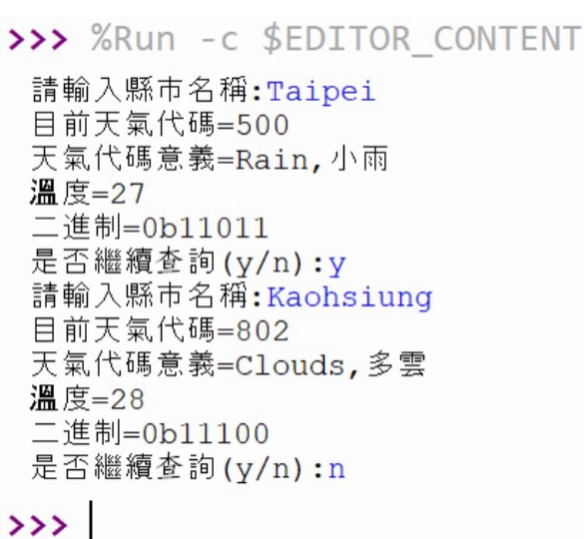 >>> %Run -c $EDITOR_CONTENT
請輸入縣市名稱:Taipei
目前天氣代碼=500
天氣代碼意義=Rain,小雨
溫度=27
二進制=0b11011
是否繼續查詢(y/n):y
請輸入縣市名稱:Kaohsiung
目前天氣代碼=802
天氣代碼意義=Clouds,多雲
溫度=28
二進制=0b11100
是否繼續查詢(y/n):n
>>>